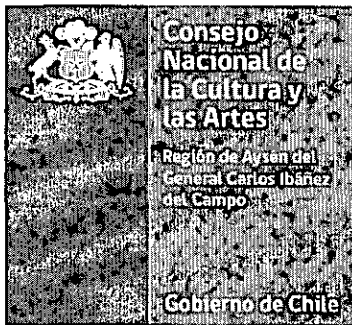 Consejo
Nacional de
la Cultura y
las Artes
Región de Aysén del
General Carlos Ibáñez
del Campo
Gobierno de Chile